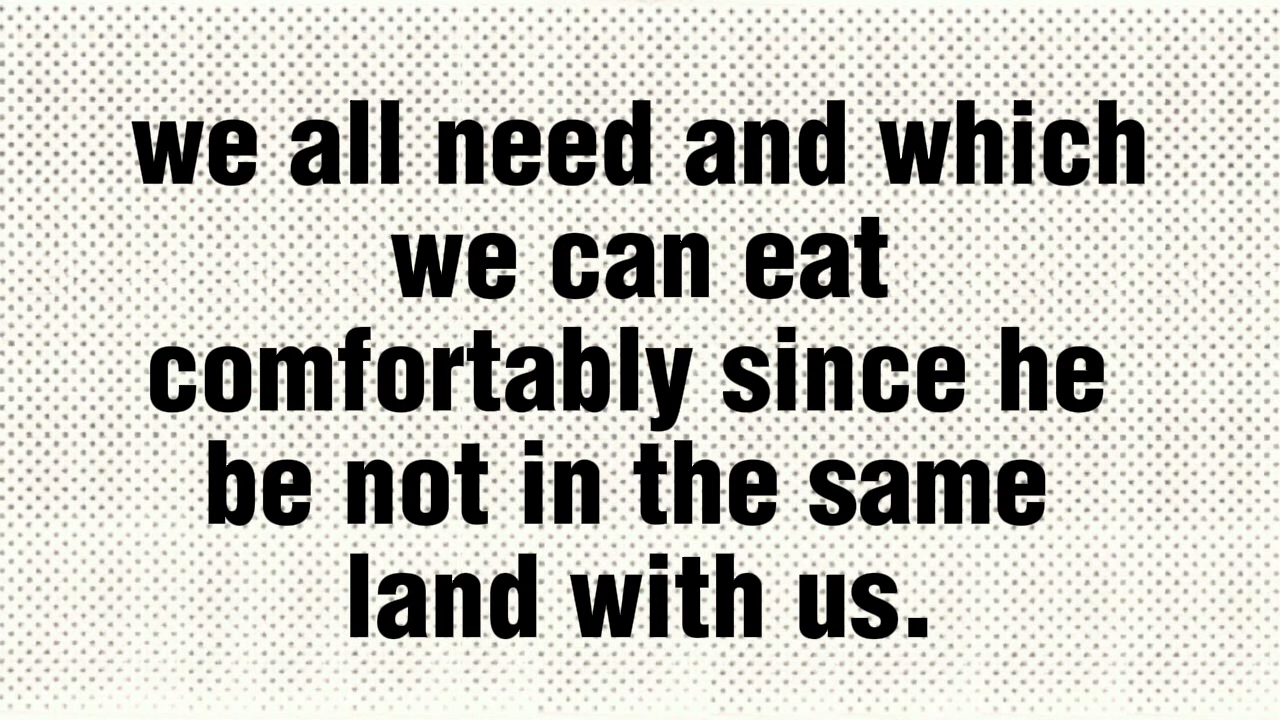 we all need and which
we can eat
comfortably since he
be not in the same
land with us.